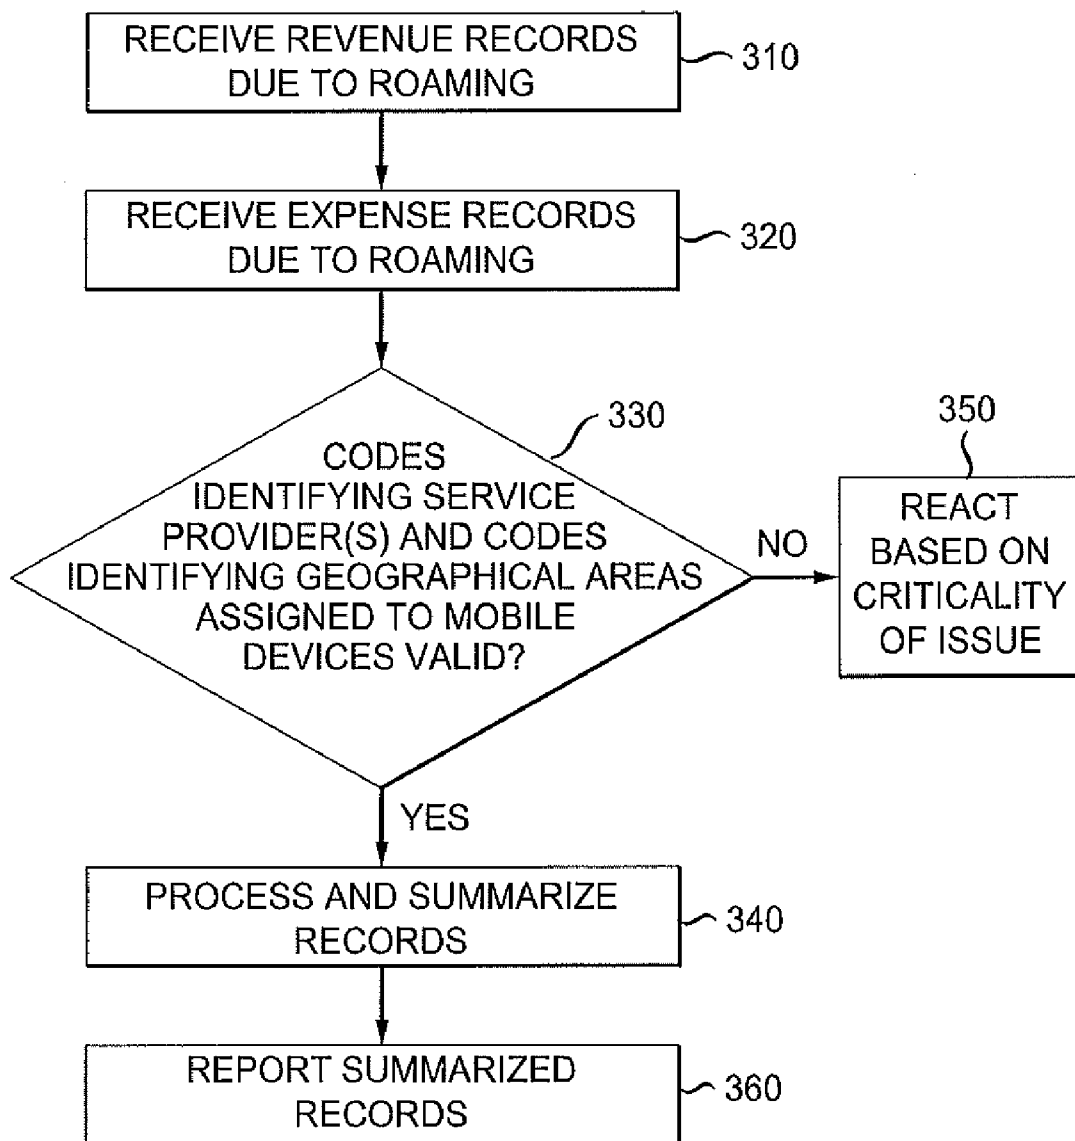 RECEIVE REVENUE RECORDS
DUE TO ROAMING
310
RECEIVE EXPENSE RECORDS
DUE TO ROAMING
320
330
CODES
IDENTIFYING SERVICE
PROVIDER(S) AND CODES
IDENTIFYING GEOGRAPHICAL AREAS
ASSIGNED TO MOBILE
DEVICES VALID?
NO
350
REACT
BASED ON
CRITICALITY
OF ISSUE
YES
PROCESS AND SUMMARIZE
RECORDS
340
REPORT SUMMARIZED
RECORDS
360